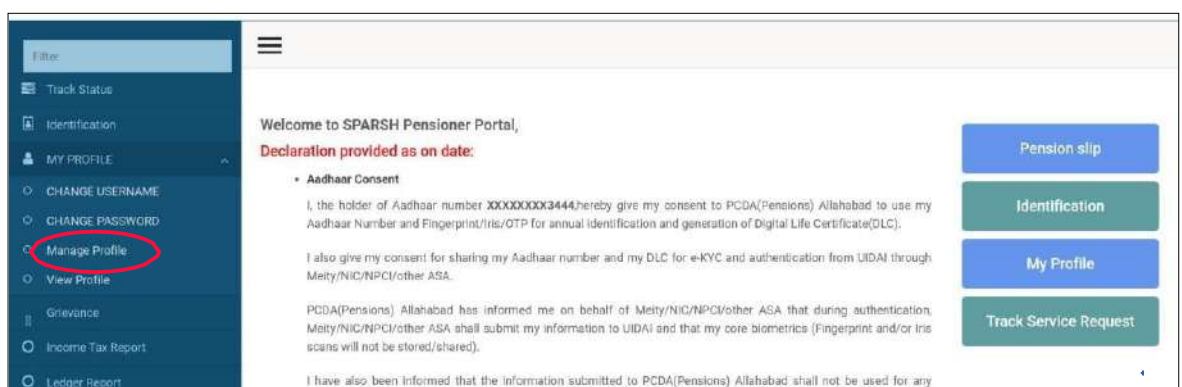 Filter
Track Status
Identification
MY PROFILE
CHANGE USERNAME
CHANGE PASSWORD
Manage Profile
View Profile
Grievance
Income Tax Report
Ledger Report
Welcome to SPARSH Pensioner Portal,
Declaration provided as on date:
• Aadhaar Consent
I, the holder of Aadhaar number XXXXXXXX3444,hereby give my consent to PCDA(Pensions) Allahabad to use my
Aadhaar Number and Fingerprint/Iris/OTP for annual identification and generation of Digital Life Certificate(DLC).
I also give my consent for sharing my Aadhaar number and my DLC for e-KYC and authentication from UIDAI through
Meity/NIC/NPCI/other ASA.
PCDA(Pensions) Allahabad has informed me on behalf of Meity/NIC/NPCI/other ASA that during authentication,
Meity/NIC/NPCI/other ASA shall submit my information to UIDAI and that my core biometrics (Fingerprint and/or Iris
scans will not be stored/shared).
I have also been informed that the information submitted to PCDA(Pensions) Allahabad shall not be used for any
Pension slip
Identification
My Profile
Track Service Request